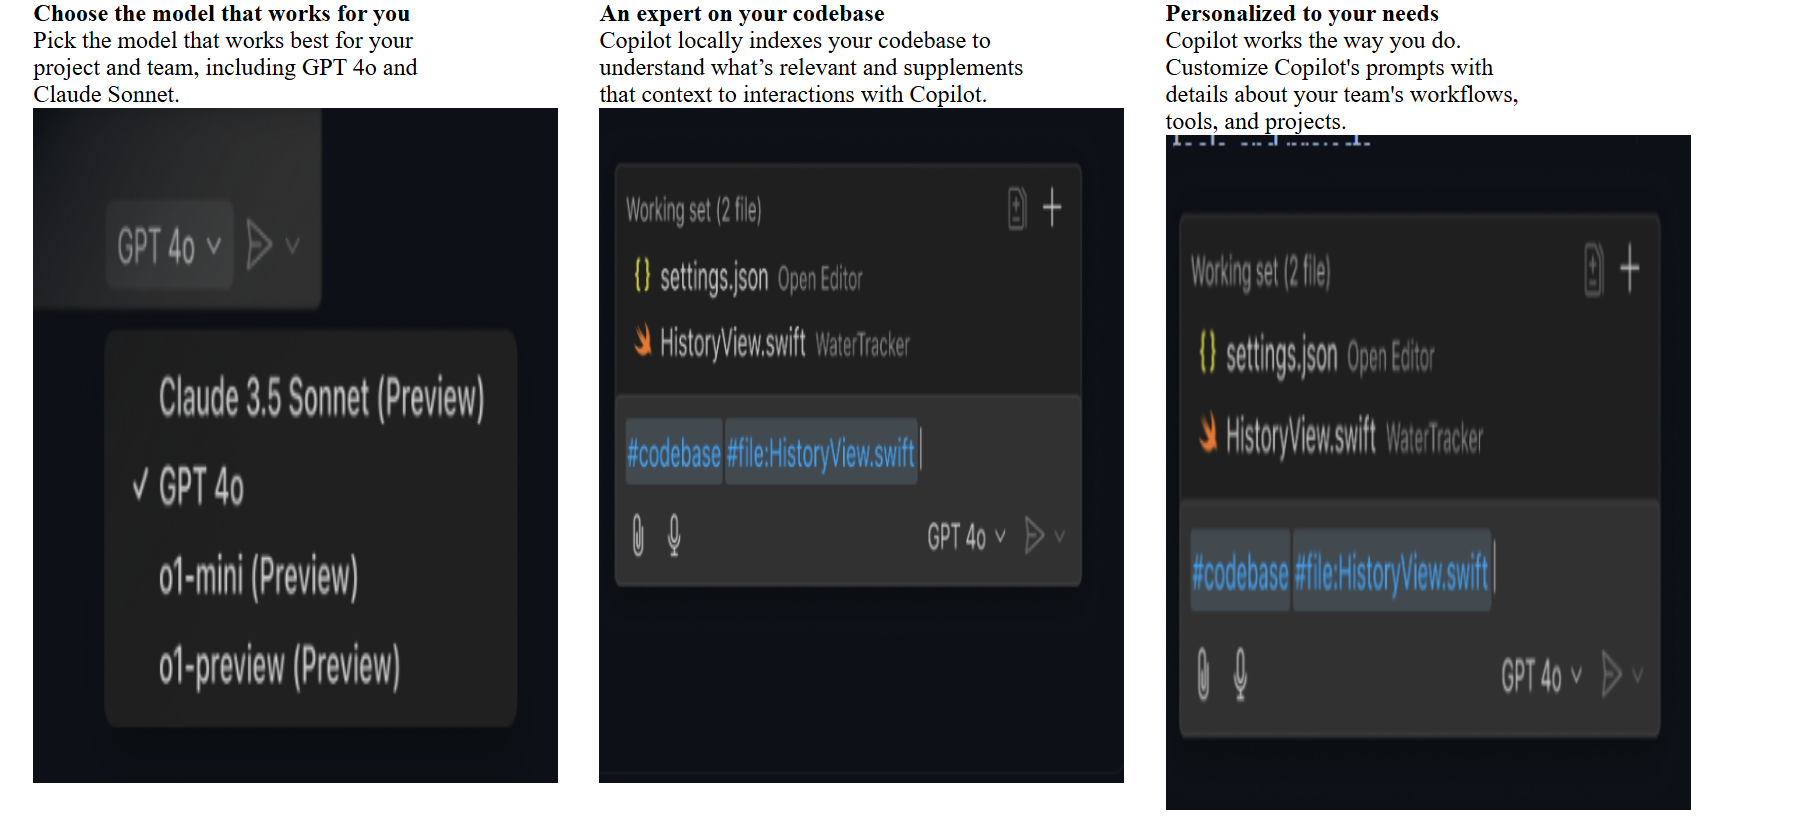 Choose the model that works for you
Pick the model that works best for your
project and team, including GPT 4o and
Claude Sonnet.
GPT 4o
Claude 3.5 Sonnet (Preview)
✓ GPT 4o
o1-mini (Preview)
o1-preview (Preview)
An expert on your codebase
Copilot locally indexes your codebase to
understand what’s relevant and supplements
that context to interactions with Copilot.
Working set (2 file)
{} settings.json Open Editor
HistoryView.swift WaterTracker
#codebase #file:HistoryView.swift
GPT 4o
Personalized to your needs
Copilot works the way you do.
Customize Copilot's prompts with
details about your team's workflows,
tools, and projects.
Working set (2 file)
{} settings.json Open Editor
HistoryView.swift WaterTracker
#codebase #file:HistoryView.swift
GPT 4o